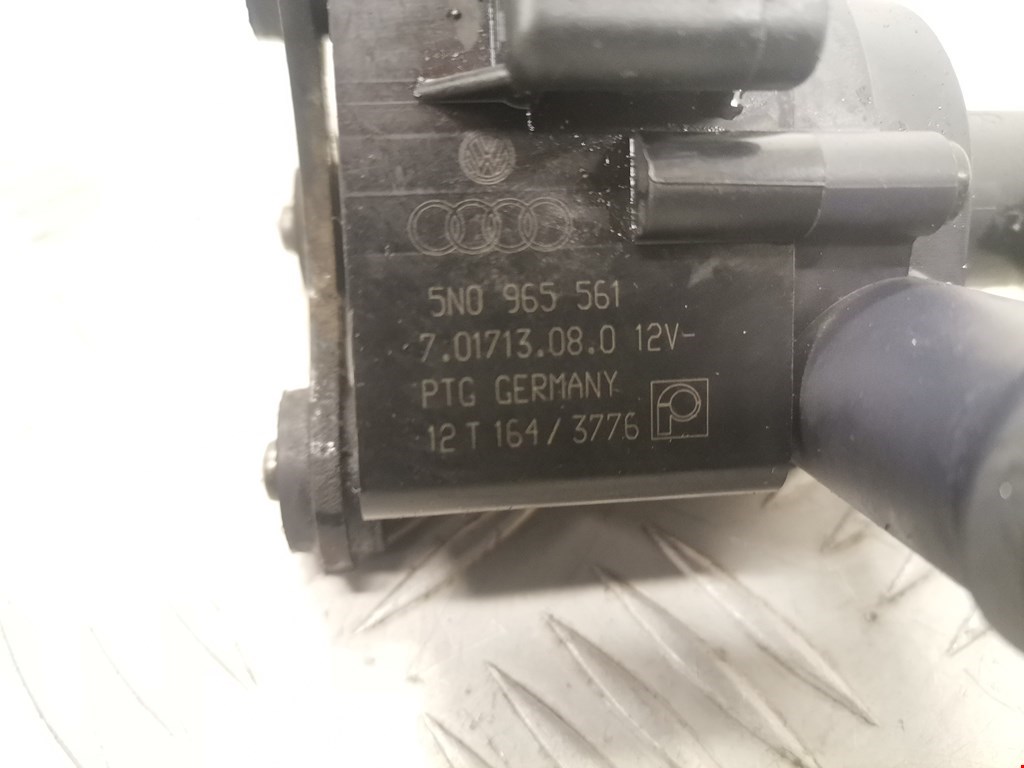 5N0 965 561
7.01713.08.0 12V-
PTG GERMANY
12 T 164 / 3776